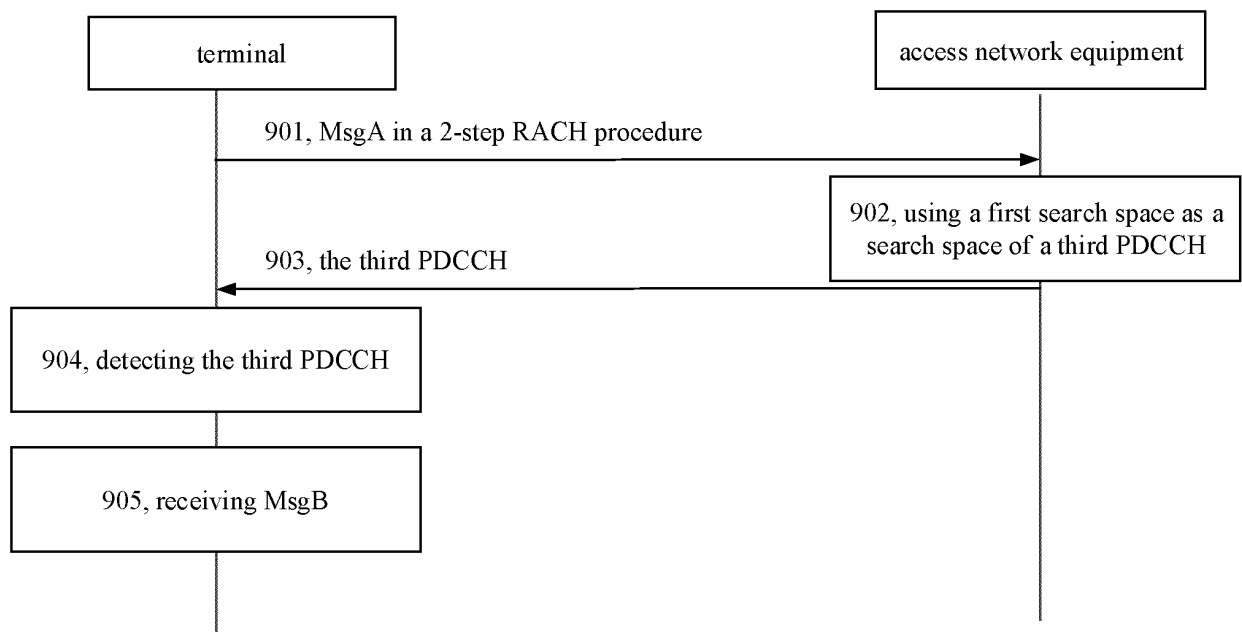 terminal
access network equipment
901, MsgA in a 2-step RACH procedure
902, using a first search space as a
search space of a third PDCCH
903, the third PDCCH
904, detecting the third PDCCH
905, receiving MsgB